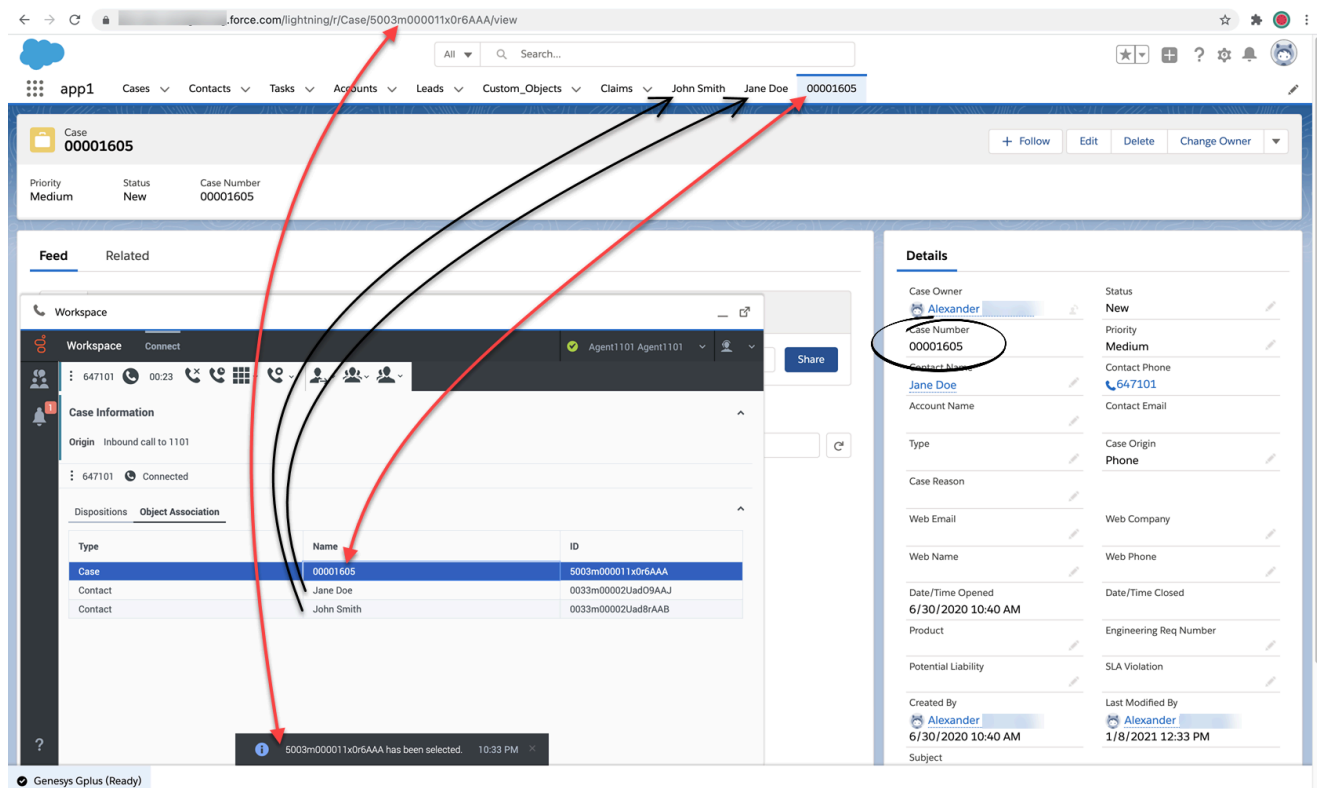 .force.com/lightning/r/Case/5003m000011x0r6AAA/view
All Search...
app1 Cases Contacts Tasks Accounts Leads Custom_Objects Claims John Smith Jane Doe 00001605
Case
00001605
+ Follow Edit Delete Change Owner
Priority Status Case Number
Medium New 00001605
Feed Related
Workspace
Workspace Connect Agent1101 Agent1101
Share
647101 00:23
1
Case Information
Origin Inbound call to 1101
647101 Connected
Dispositions Object Association
Type Name ID
Case 00001605 5003m000011x0r6AAA
Contact Jane Doe 0033m00002UadO9AAJ
Contact John Smith 0033m00002Uad8rAAB
5003m000011x0r6AAA has been selected. 10:33 PM
?
Genesys Gplus (Ready)
Details
Case Owner Status
Alexander New
Case Number Priority
00001605 Medium
Contact Name Contact Phone
Jane Doe 647101
Account Name Contact Email
Type Case Origin
Phone
Case Reason
Web Email Web Company
Web Name Web Phone
Date/Time Opened Date/Time Closed
6/30/2020 10:40 AM
Product Engineering Req Number
Potential Liability SLA Violation
Created By Last Modified By
Alexander Alexander
6/30/2020 10:40 AM 1/8/2021 12:33 PM
Subject